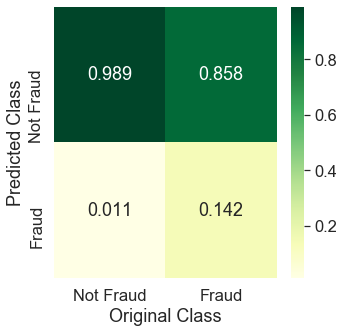 Predicted Class
Not Fraud
Fraud
0.989 0.858
0.011 0.142
Not Fraud Fraud
Original Class
0.8
0.6
0.4
0.2